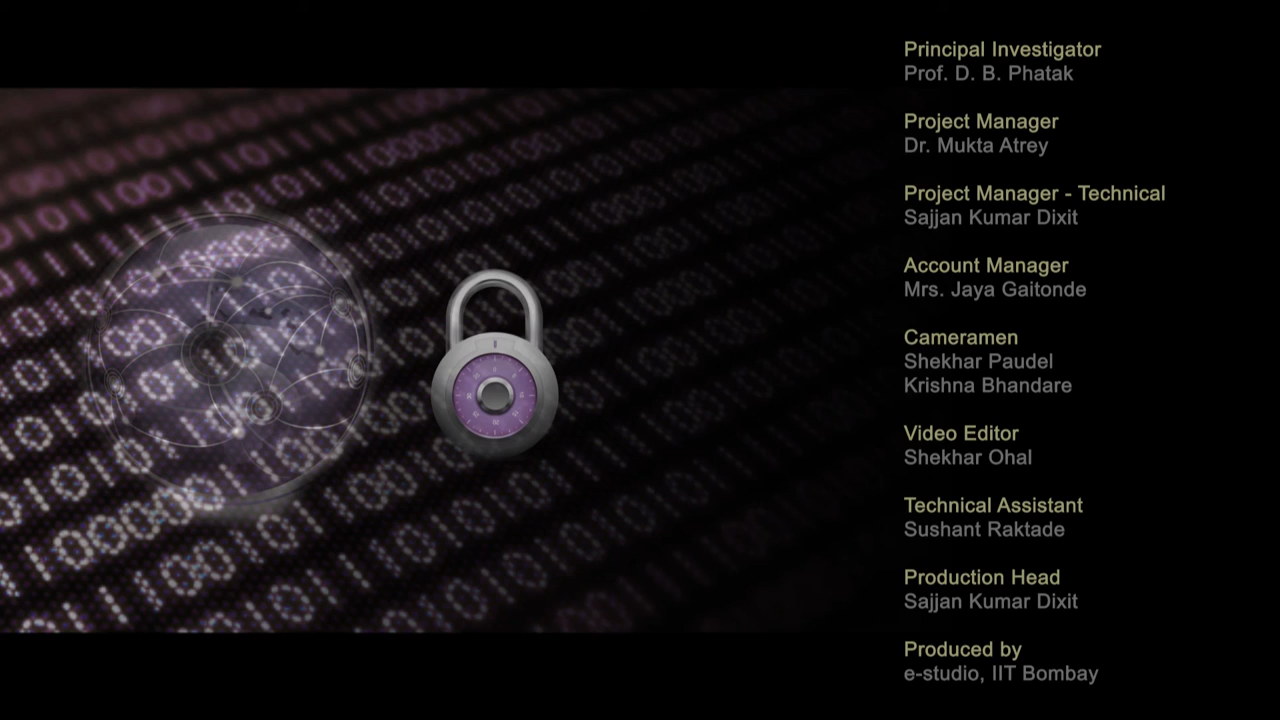 Principal Investigator
Prof. D. B. Phatak
Project Manager
Dr. Mukta Atrey
Project Manager - Technical
Sajjan Kumar Dixit
Account Manager
Mrs. Jaya Gaitonde
Cameramen
Shekhar Paudel
Krishna Bhandare
Video Editor
Shekhar Ohal
Technical Assistant
Sushant Raktade
Production Head
Sajjan Kumar Dixit
Produced by
e-studio, IIT Bombay